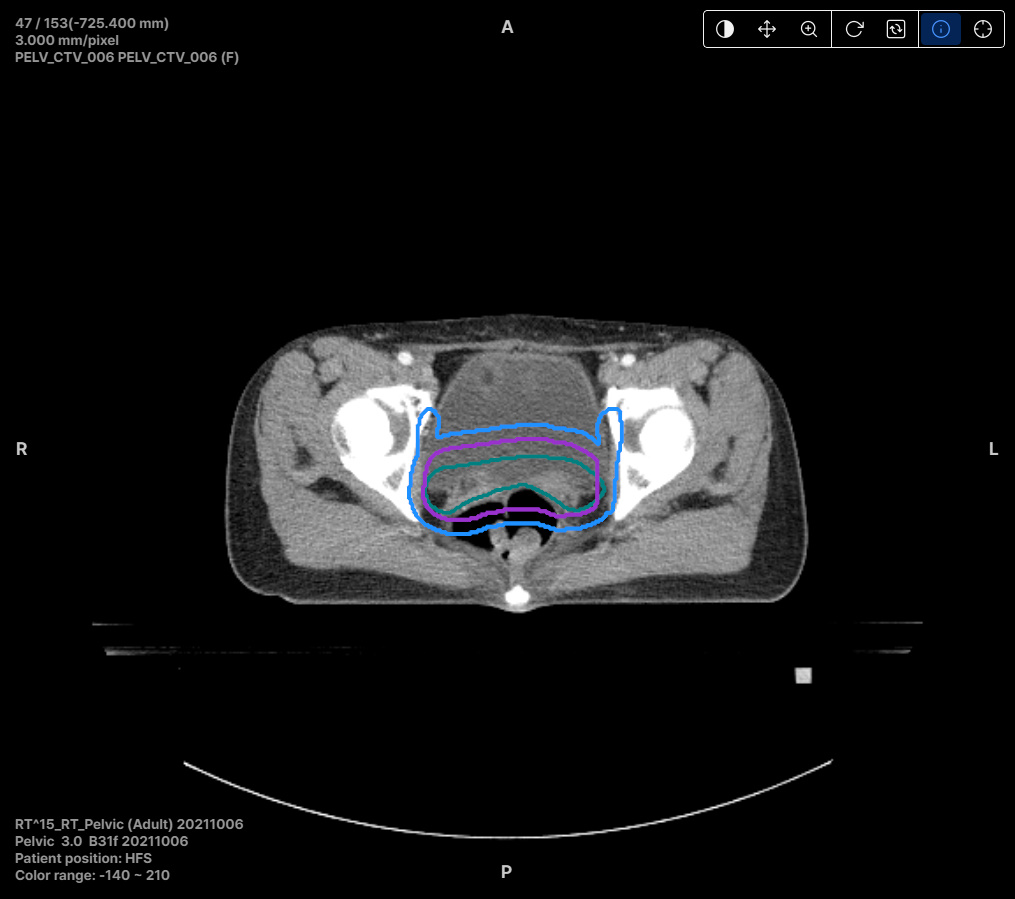 47 / 153(-725.400 mm)
3.000 mm/pixel
PELV_CTV_006 PELV_CTV_006 (F)
A
R
L
RT^15_RT_Pelvic (Adult) 20211006
Pelvic  3.0  B31f 20211006
Patient position: HFS
Color range: -140 ~ 210
P